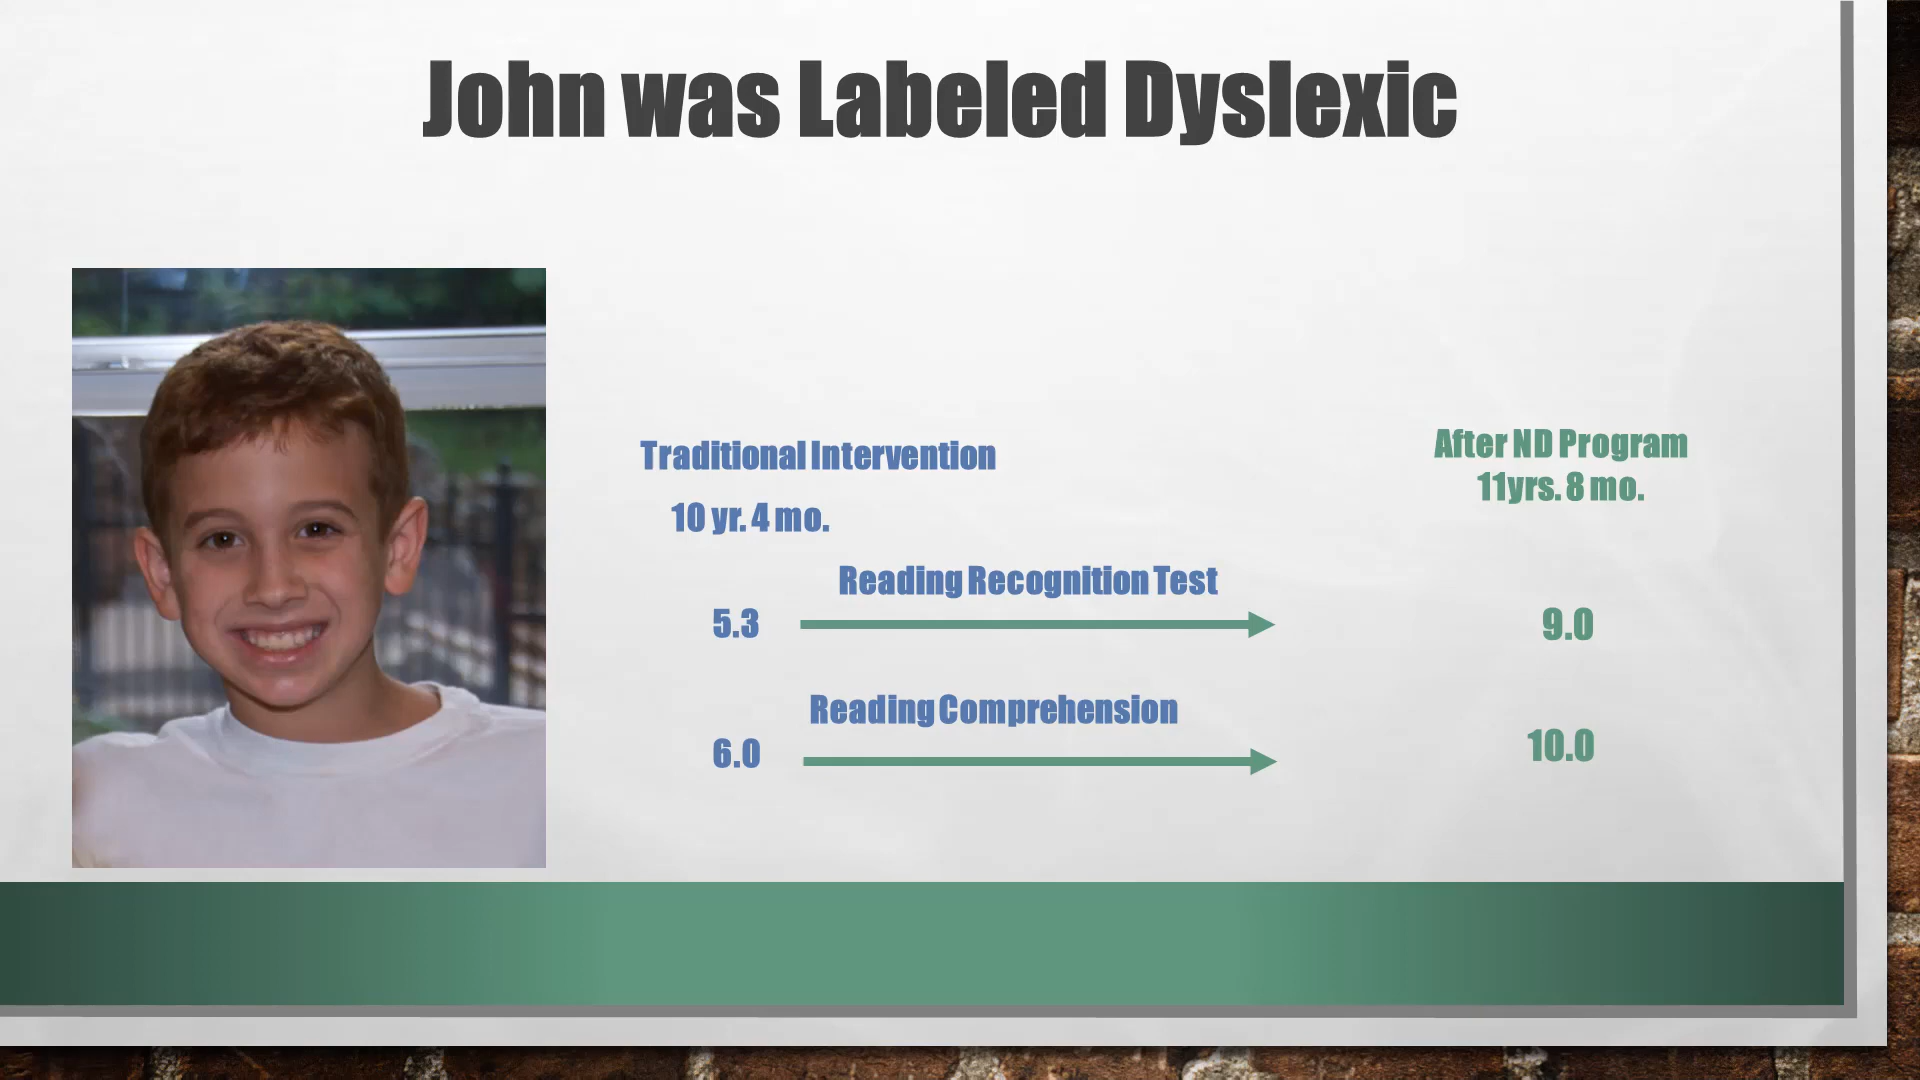 John was Labeled Dyslexic
Traditional Intervention
10 yr. 4 mo.
After ND Program
11yrs. 8 mo.
Reading Recognition Test
5.3
9.0
Reading Comprehension
6.0
10.0